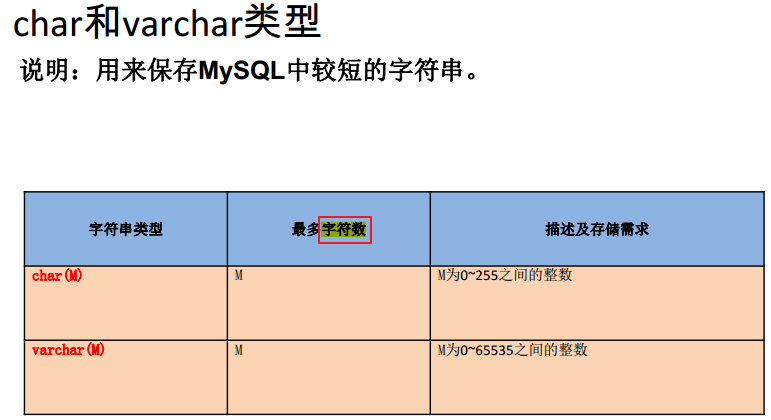 char和varchar类型
说明：用来保存MySQL中较短的字符串。
字符串类型 最多字符数 描述及存储需求
char(M) M M为0~255之间的整数
varchar(M) M M为0~65535之间的整数